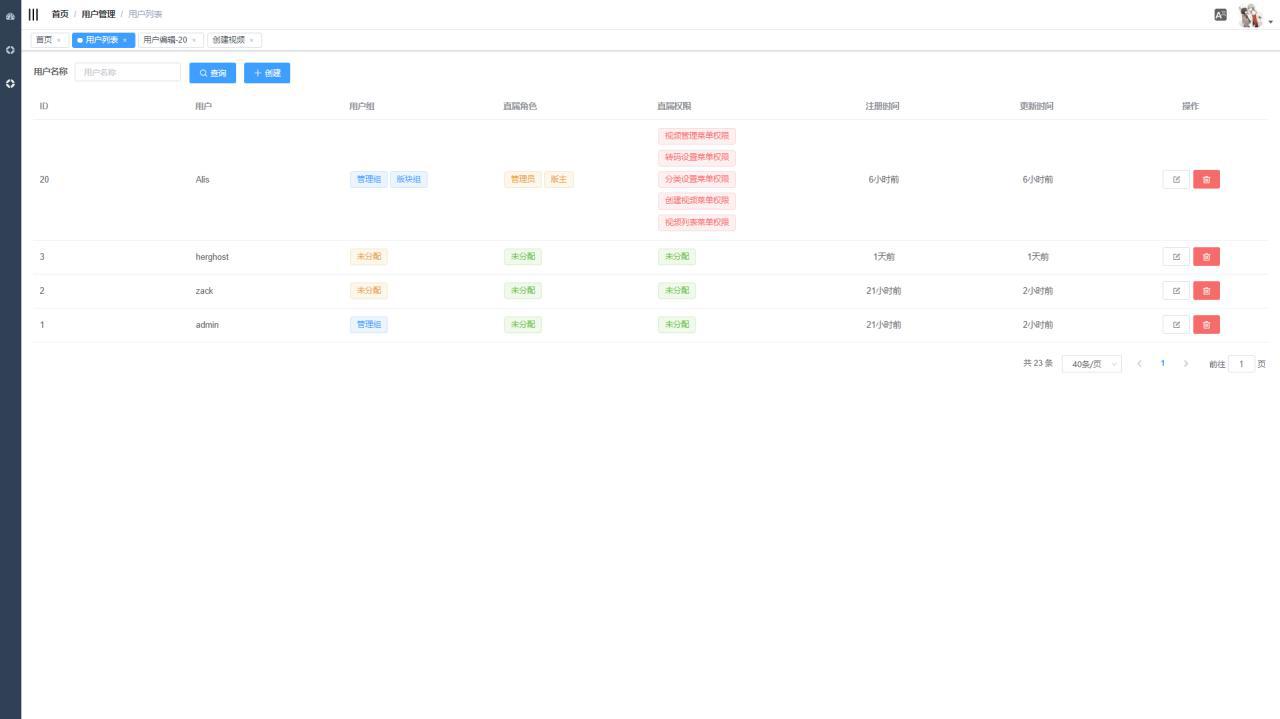 首页 / 用户管理 / 用户列表
首页 × 用户列表 × 用户编辑-20 × 创建视频 ×
用户名称 用户名称 查询 + 创建
ID 用户 用户组 直属角色 直属权限 注册时间 更新时间 操作
视频管理菜单权限
转码设置菜单权限
20 Alis 管理组 版块组 管理员 版主 分类设置菜单权限 6小时前 6小时前
创建视频菜单权限
视频列表菜单权限
3 herghost 未分配 未分配 未分配 1天前 1天前
2 zack 未分配 未分配 未分配 21小时前 2小时前
1 admin 管理组 未分配 未分配 21小时前 2小时前
共 23 条 40条/页 1 前往 1 页